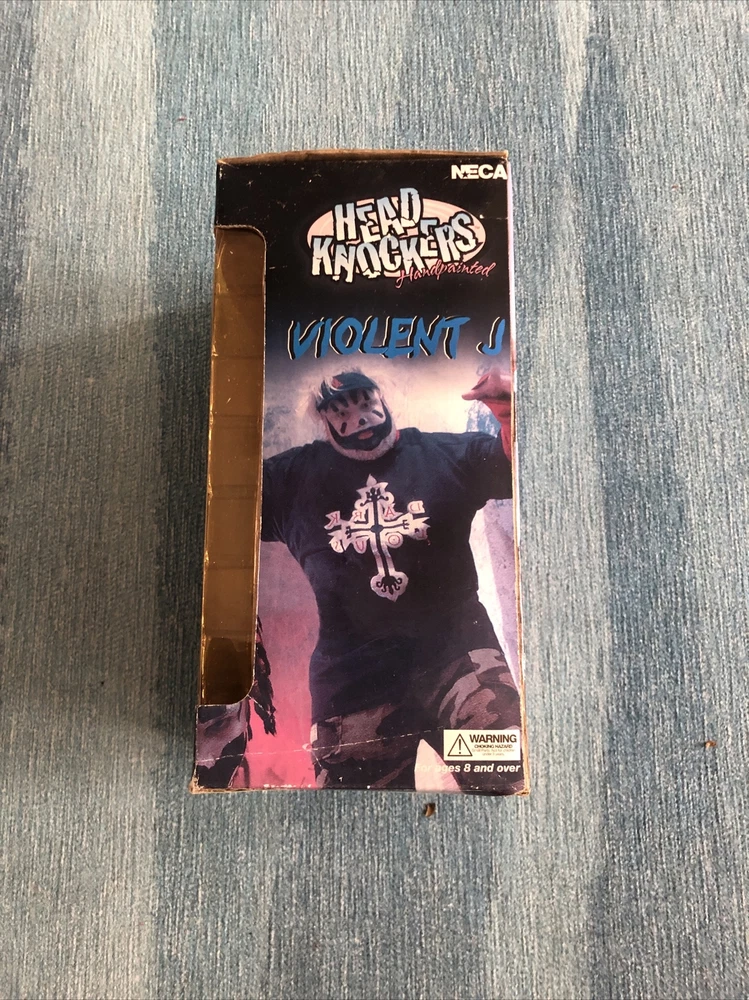 NECA
HEAD
KNOCKERS
Handpainted
VIOLENT J
WARNING
CHOKING HAZARD
ages 8 and over